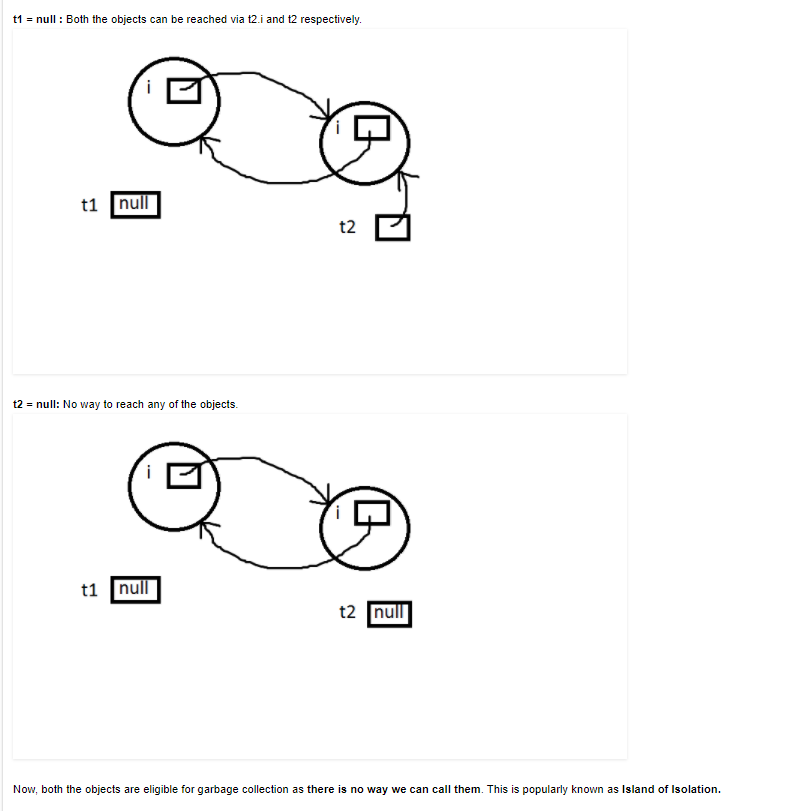 t1 = null : Both the objects can be reached via t2.i and t2 respectively.
i
i
t1 null
t2
t2 = null: No way to reach any of the objects.
i
i
t1 null
t2 null
Now, both the objects are eligible for garbage collection as there is no way we can call them. This is popularly known as Island of Isolation.